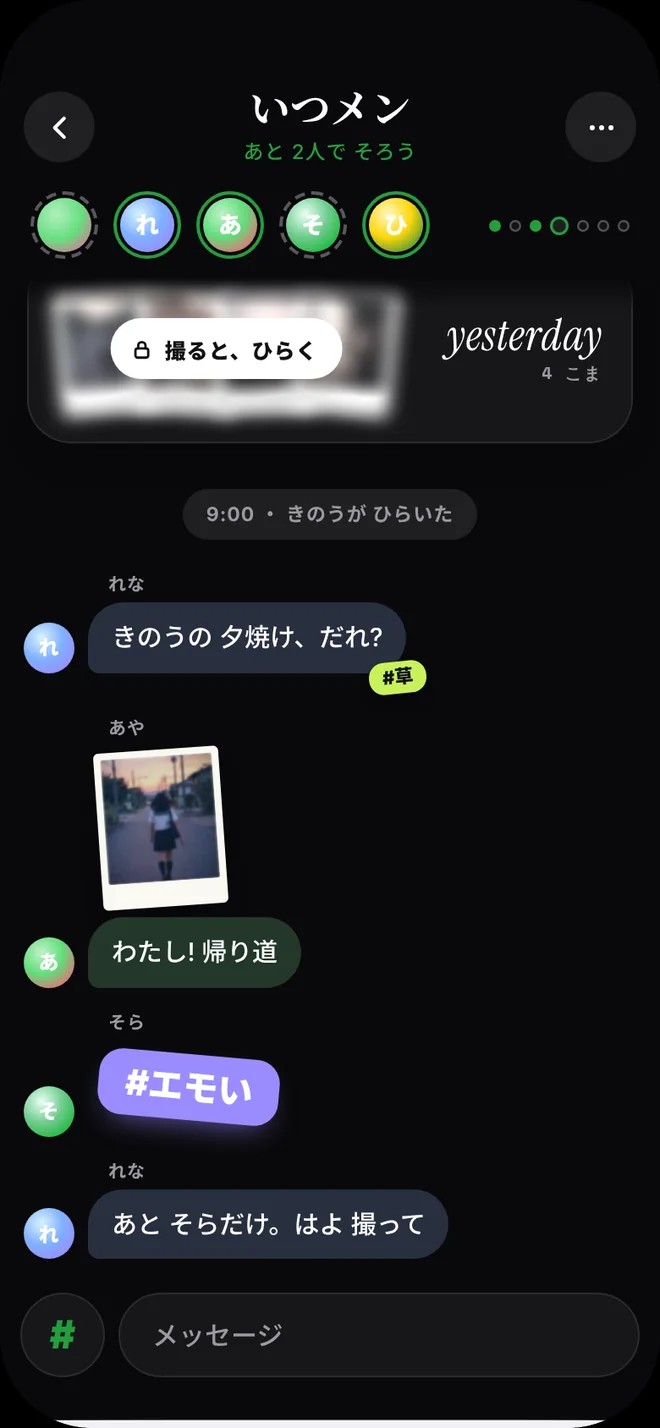 いつメン
あと 2人で そろう
れ
あ
そ
ひ
撮ると、ひらく
yesterday
4 こま
9:00 ・ きのうが ひらいた
れな
れ
きのうの 夕焼け、だれ?
#草
あや
あ
わたし! 帰り道
そら
そ
#エモい
れな
れ
あと そらだけ。はよ 撮って
#
メッセージ